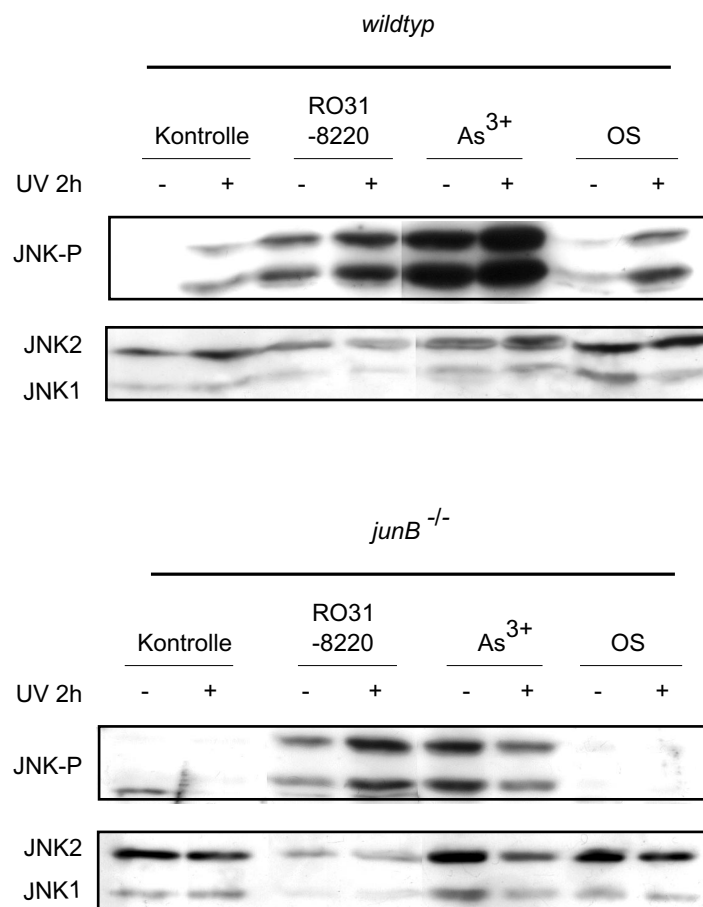 wildtyp
RO31
Kontrolle -8220 As3+ OS
UV 2h - + - + - + - +
JNK-P
JNK2
JNK1
junB -/-
RO31
Kontrolle -8220 As3+ OS
UV 2h - + - + - + - +
JNK-P
JNK2
JNK1